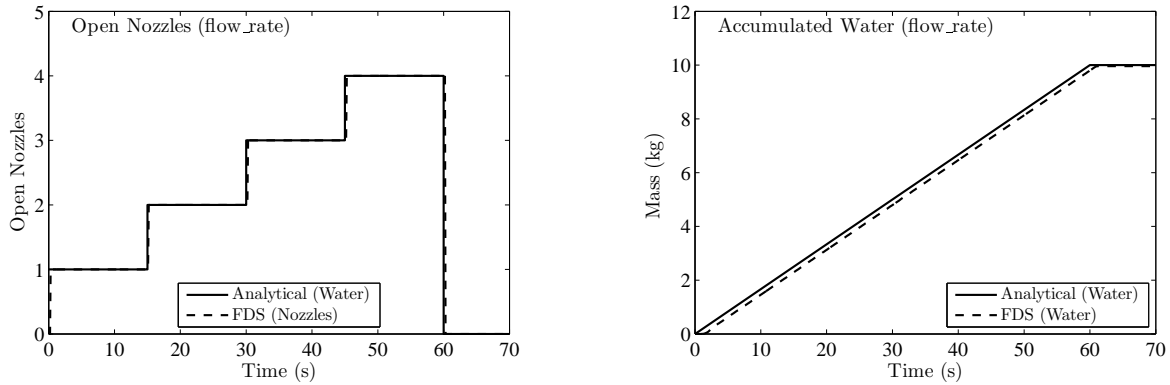 Open Nozzles (flow_rate)
5
4
3
2
1
0
Open Nozzles
Analytical (Water)
FDS (Nozzles)
0 10 20 30 40 50 60 70
Time (s)
Accumulated Water (flow_rate)
12
10
8
6
4
2
0
Mass (kg)
Analytical (Water)
FDS (Water)
0 10 20 30 40 50 60 70
Time (s)